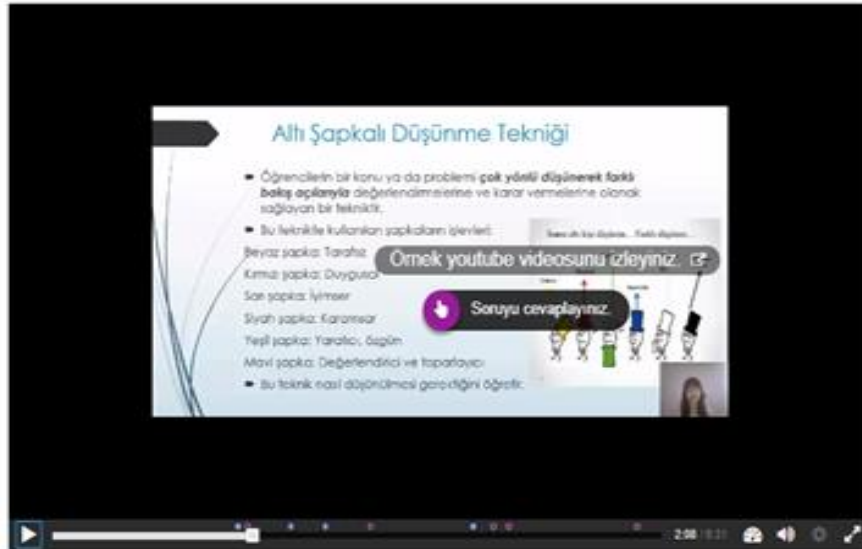 Altı Şapkalı Düşünme Tekniği
Öğrencilerin bir konu ya da problemi çok yönlü düşünerek farklı
bakış açılarıyla değerlendirmelerine ve karar vermelerine olanak
sağlayan bir tekniktir.
Bu teknikte kullanılan şapkaların işlevleri:
Beyaz şapka: Tarafsız
Örnek youtube videosunu izleyiniz.
Kırmızı şapka: Duygusal
Sarı şapka: İyimser
Soruyu cevaplayınız.
Siyah şapka: Karamsar
Yeşil şapka: Yaratıcı, özgün
Mavi şapka: Değerlendirici ve toparlayıcı
Bu teknik nasıl düşünülmesi gerektiğini öğretir.
2:08